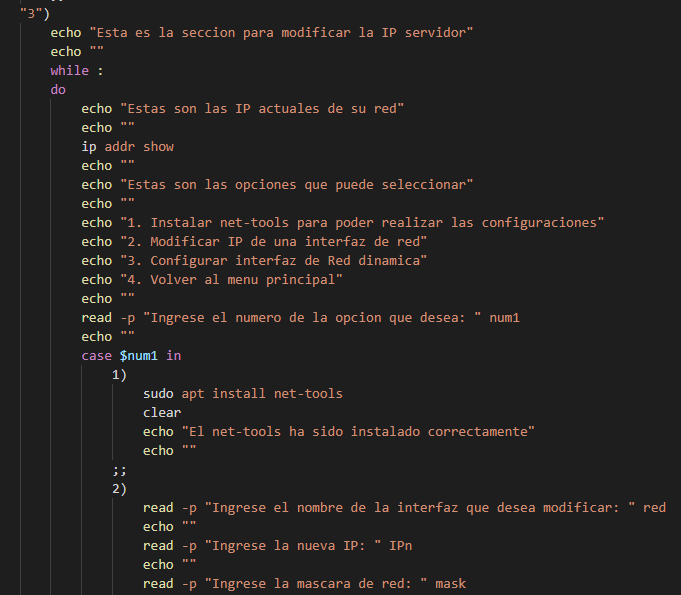 ;;
"3")
echo "Esta es la seccion para modificar la IP servidor"
echo ""
while :
do
echo "Estas son las IP actuales de su red"
echo ""
ip addr show
echo ""
echo "Estas son las opciones que puede seleccionar"
echo ""
echo "1. Instalar net-tools para poder realizar las configuraciones"
echo "2. Modificar IP de una interfaz de red"
echo "3. Configurar interfaz de Red dinamica"
echo "4. Volver al menu principal"
echo ""
read -p "Ingrese el numero de la opcion que desea: " num1
echo ""
case $num1 in
1)
sudo apt install net-tools
clear
echo "El net-tools ha sido instalado correctamente"
echo ""
;;
2)
read -p "Ingrese el nombre de la interfaz que desea modificar: " red
echo ""
read -p "Ingrese la nueva IP: " IPn
echo ""
read -p "Ingrese la mascara de red: " mask